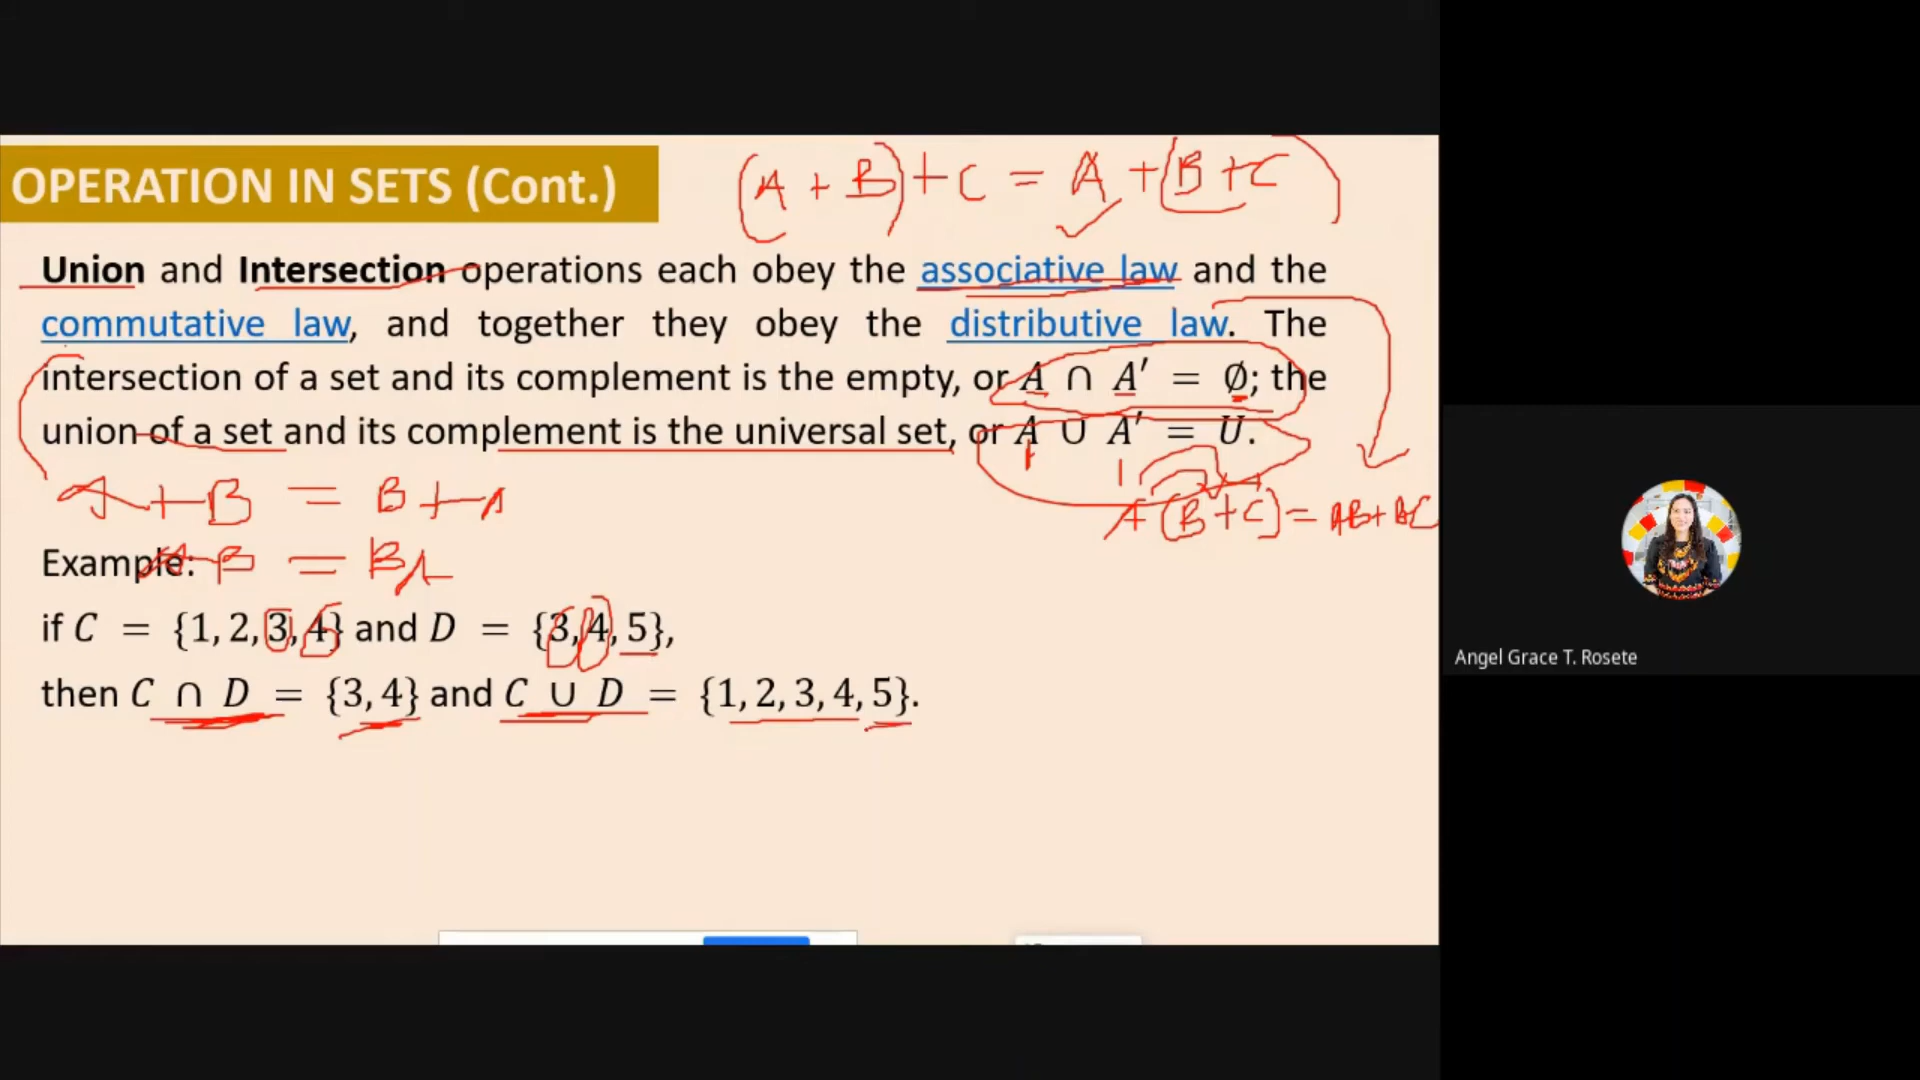 OPERATION IN SETS (Cont.)
(A + B) + C = A + (B + C)
Union and Intersection operations each obey the associative law and the
commutative law, and together they obey the distributive law. The
intersection of a set and its complement is the empty, or A ∩ A′ = ∅; the
union of a set and its complement is the universal set, or A ∪ A′ = U.
A + B = B + A
A (B + C) = AB + AC
AB = BA
Example:
if C = {1, 2, 3, 4} and D = {3, 4, 5},
then C ∩ D = {3, 4} and C ∪ D = {1, 2, 3, 4, 5}.
Angel Grace T. Rosete